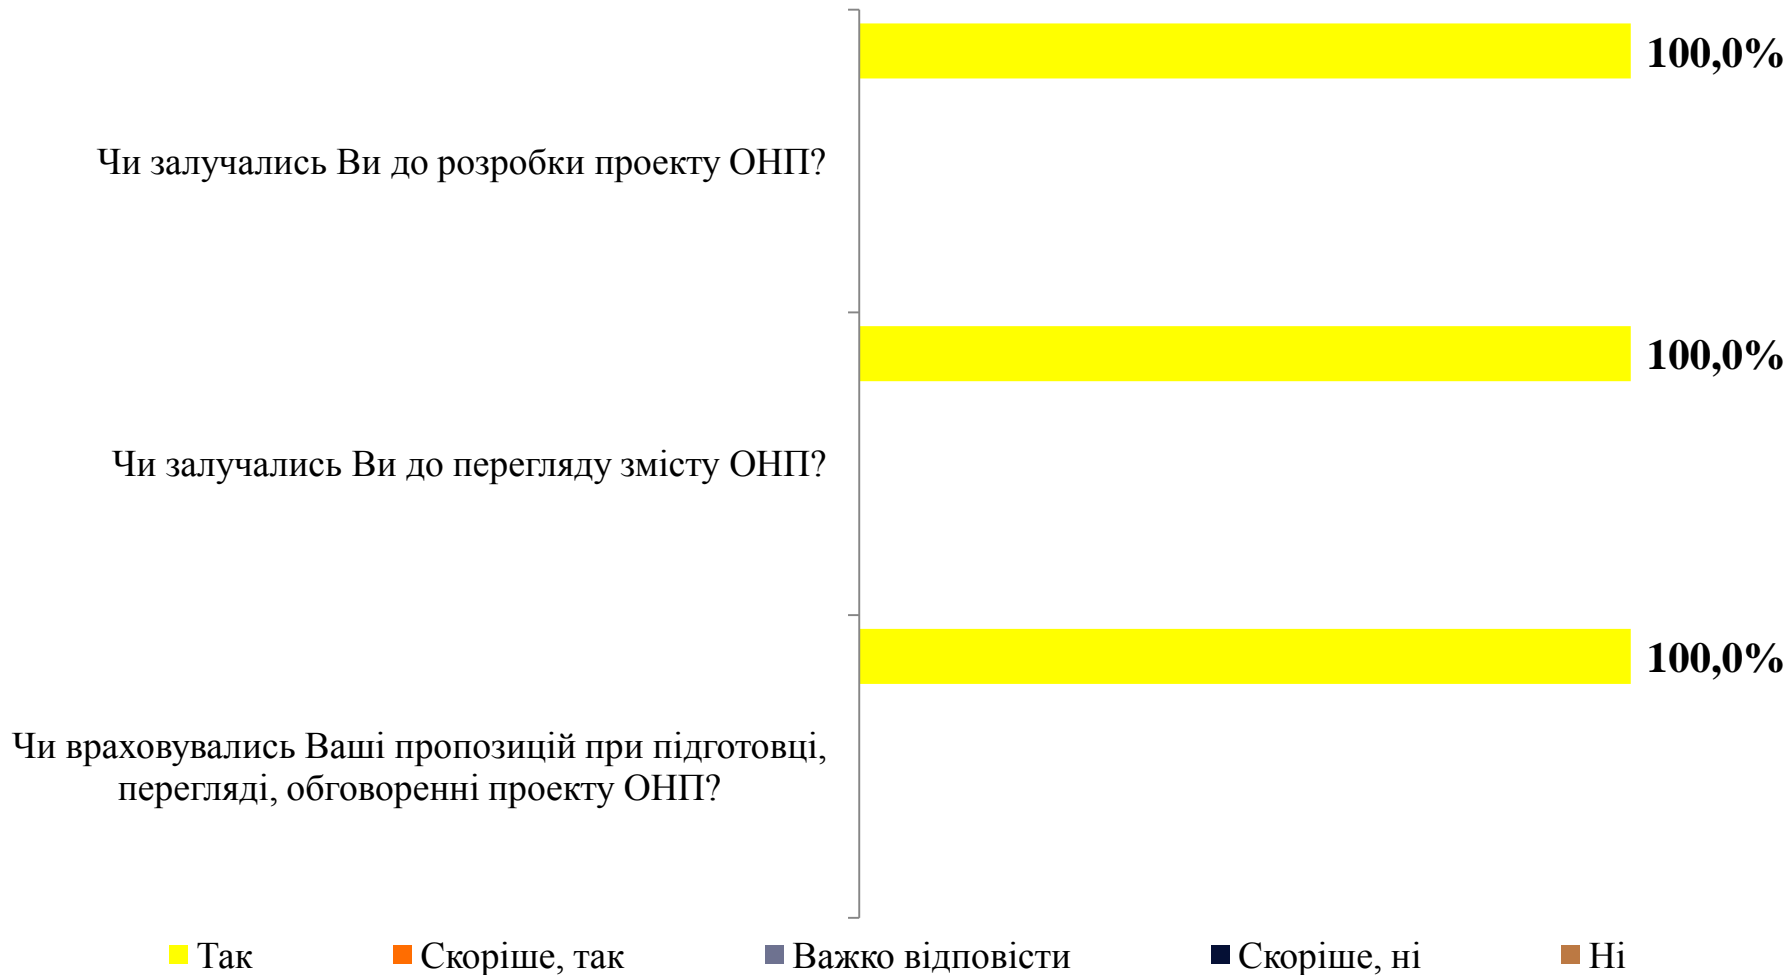 100,0%
Чи залучались Ви до розробки проекту ОНП?
100,0%
Чи залучались Ви до перегляду змісту ОНП?
100,0%
Чи враховувались Ваші пропозицій при підготовці,
перегляді, обговоренні проекту ОНП?
Так Скоріше, так Важко відповісти Скоріше, ні Ні